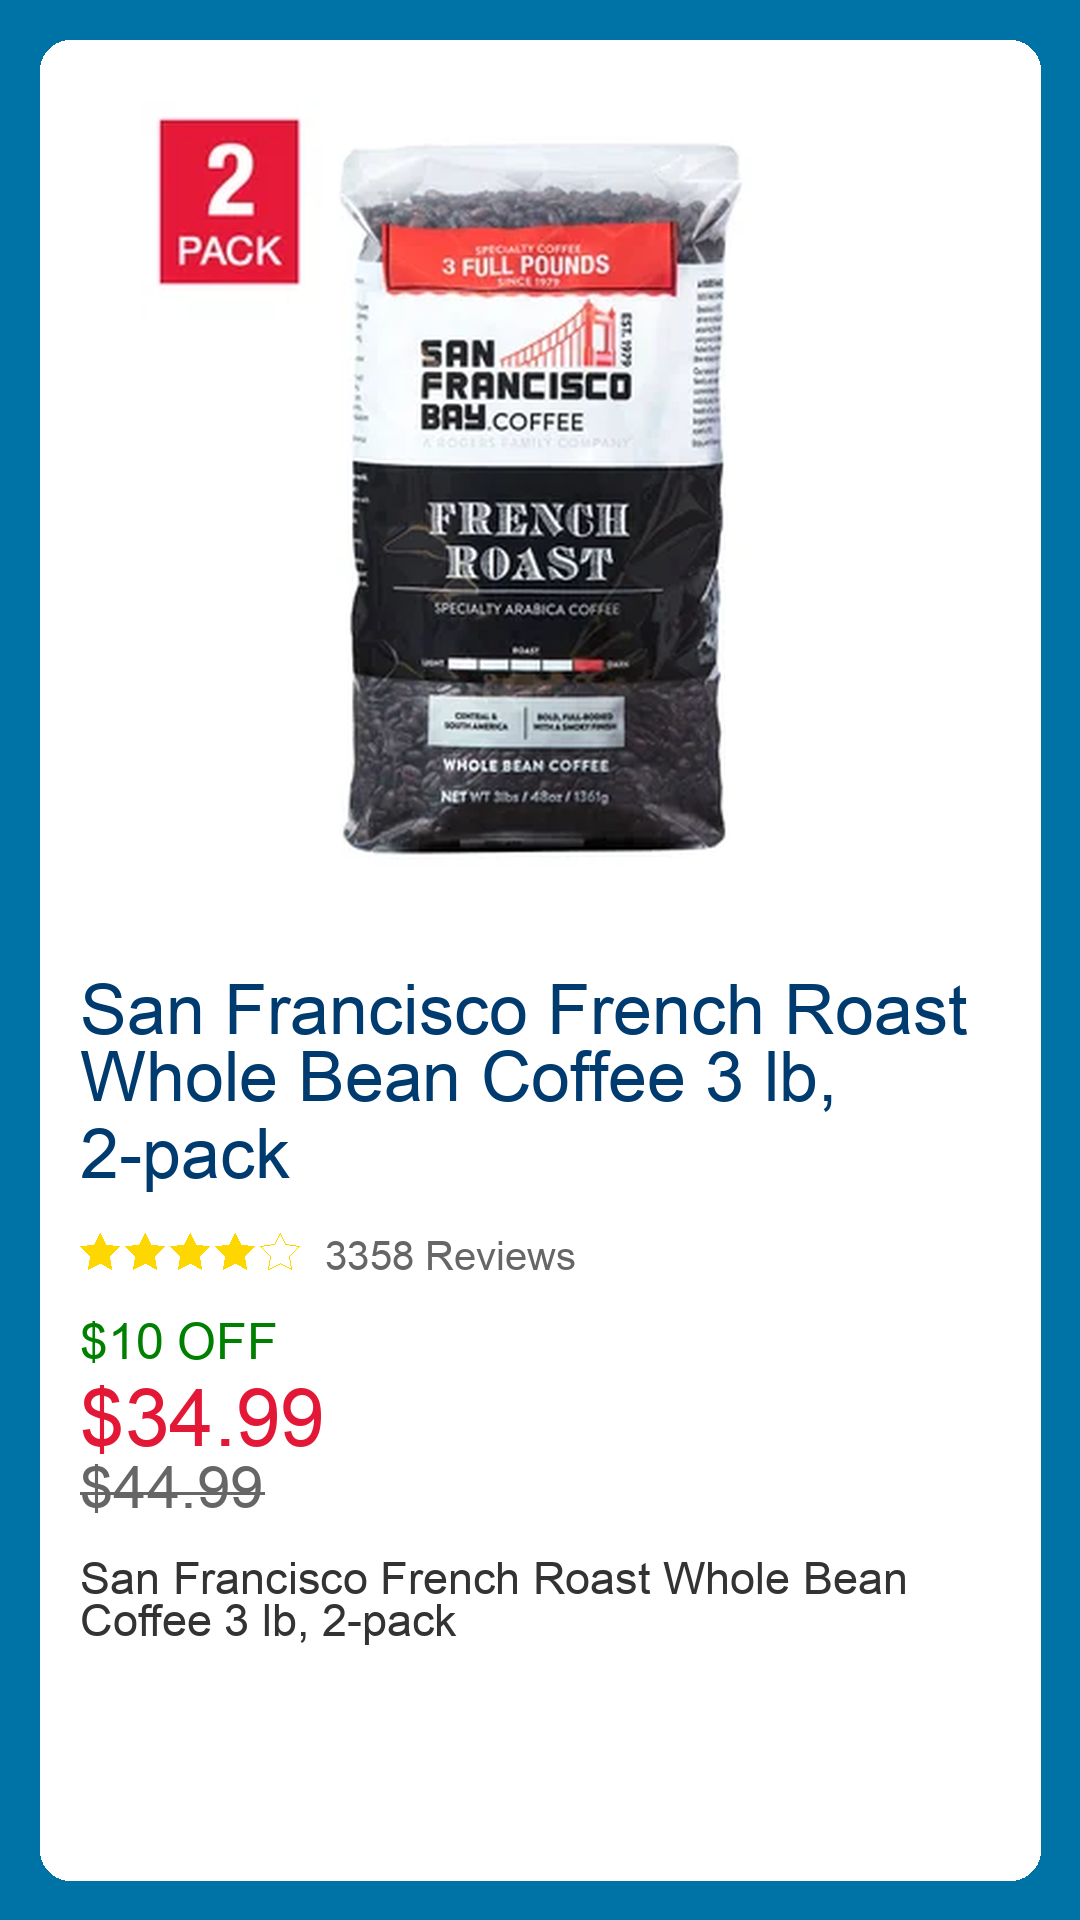 2
PACK
SPECIALTY COFFEE
3 FULL POUNDS
SINCE 1979
EST. 1979
SAN
FRANCISCO
BAY.COFFEE
A ROGERS FAMILY COMPANY
FRENCH
ROAST
SPECIALTY ARABICA COFFEE
ROAST
LIGHT DARK
CENTRAL &
SOUTH AMERICA
BOLD, FULL-BODIED
WITH A SMOKY FINISH
WHOLE BEAN COFFEE
NET WT 3lbs / 48oz / 1361g
San Francisco French Roast
Whole Bean Coffee 3 lb,
2-pack
3358 Reviews
$10 OFF
$34.99
$44.99
San Francisco French Roast Whole Bean
Coffee 3 lb, 2-pack